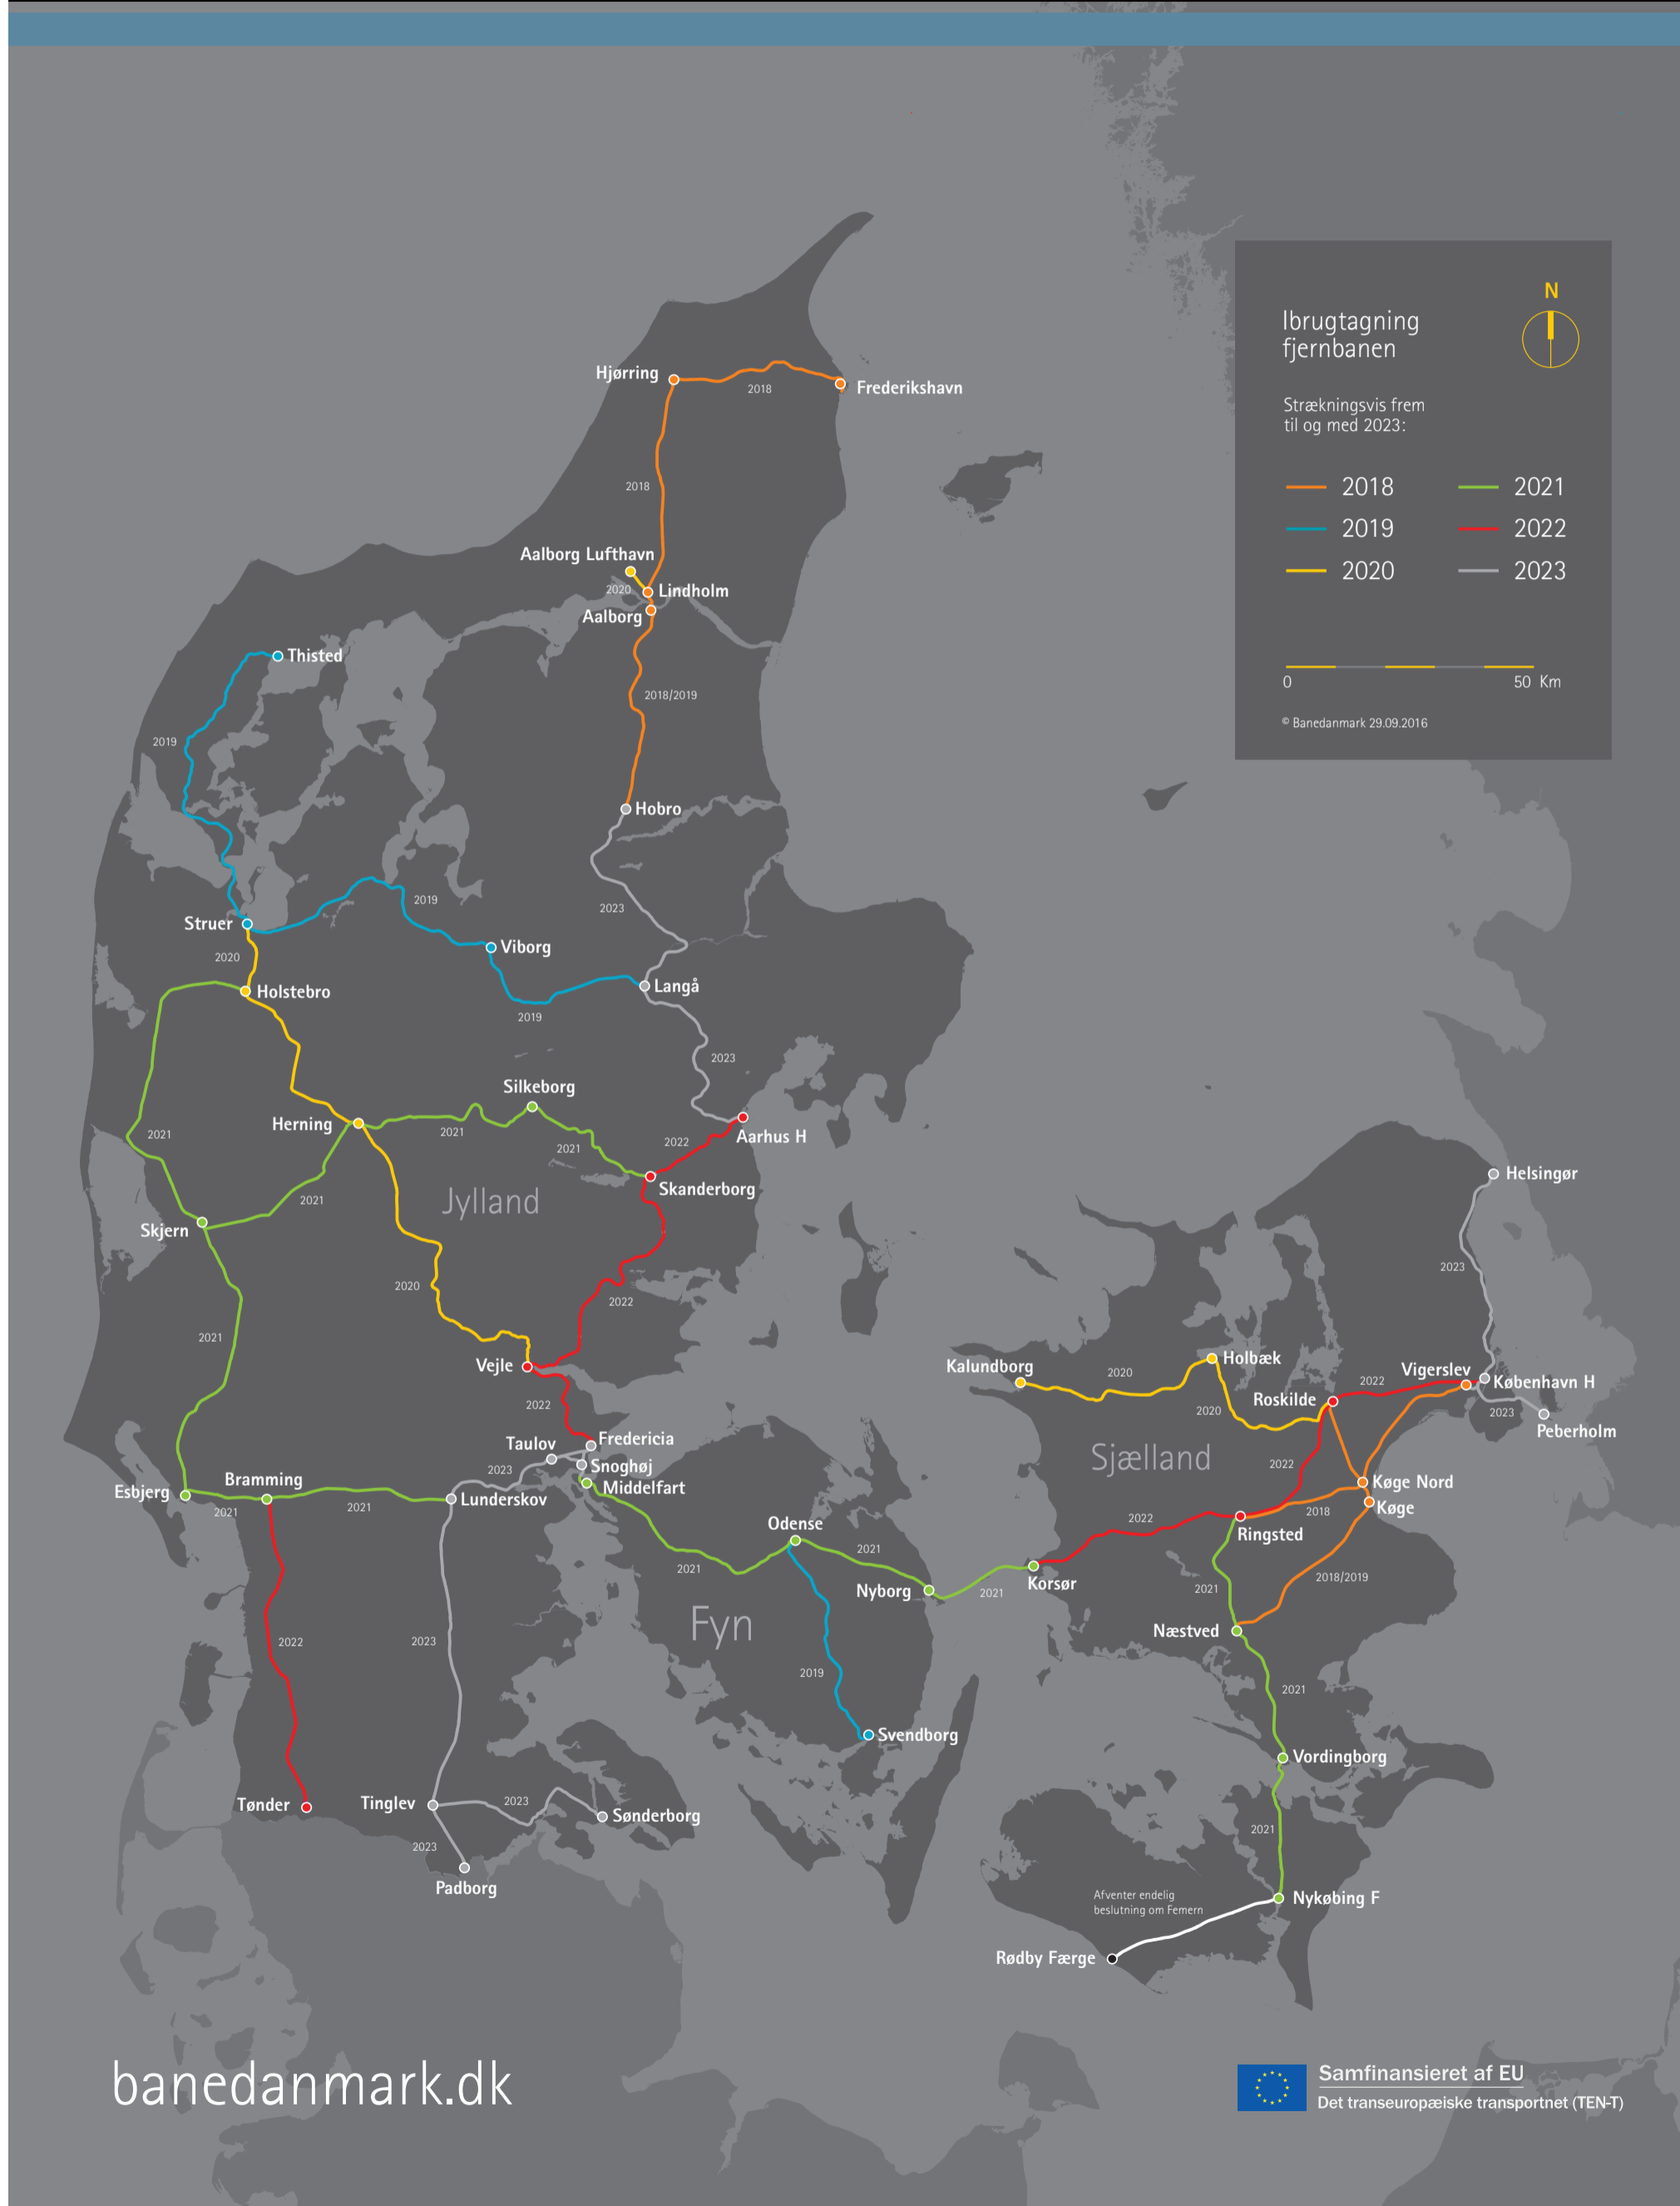 N
Ibrugtagning
fjernbanen
Strækningsvis frem
til og med 2023:
2018
2021
2019
2022
2020
2023
0
50 Km
© Banedanmark 29.09.2016
Hjørring
Frederikshavn
2018
2018
Aalborg Lufthavn
2020
Lindholm
Aalborg
Thisted
2018/2019
2019
Hobro
2019
2023
Struer
Viborg
2020
Langå
Holstebro
2019
2023
Silkeborg
Herning
2021
2021
2021
2022
Aarhus H
Skanderborg
Jylland
2021
Skjern
2020
2022
2021
Vejle
2022
Fredericia
Taulov
Snoghøj
2023
Middelfart
Bramming
Esbjerg
2021
2021
Lunderskov
Odense
2021
2021
Nyborg
2021
Fyn
2022
2023
2019
Svendborg
Tønder
Tinglev
2023
Sønderborg
2023
Padborg
Helsingør
2023
Kalundborg
2020
Holbæk
Vigerslev
2022
København H
Roskilde
2020
2023
Peberholm
Sjælland
2022
Køge Nord
Køge
2018
2022
Ringsted
Korsør
2021
2018/2019
Næstved
2021
Vordingborg
2021
Afventer endelig
beslutning om Femern
Nykøbing F
Rødby Færge
banedanmark.dk
Samfinansieret af EU
Det transeuropæiske transportnet (TEN-T)